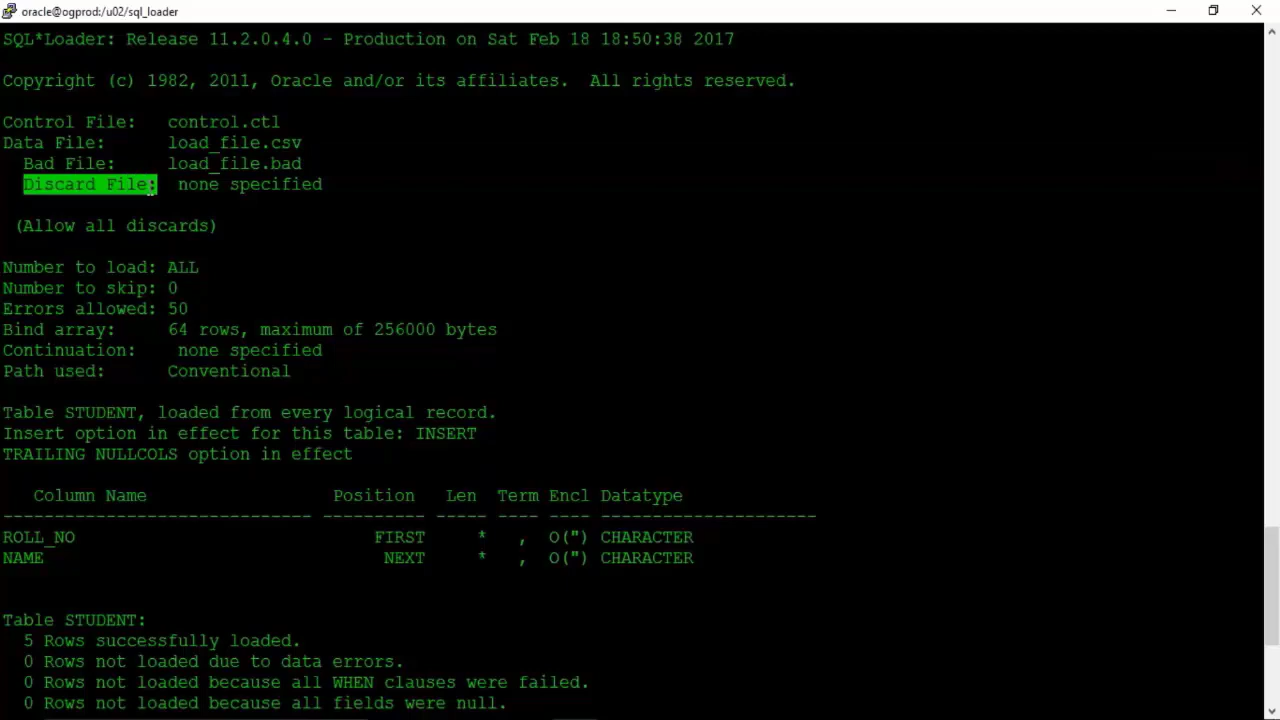 oracle@ogprod:/u02/sql_loader
SQL*Loader: Release 11.2.0.4.0 - Production on Sat Feb 18 18:50:38 2017
Copyright (c) 1982, 2011, Oracle and/or its affiliates.  All rights reserved.
Control File:   control.ctl
Data File:      load_file.csv
  Bad File:     load_file.bad
  Discard File:  none specified
 (Allow all discards)
Number to load: ALL
Number to skip: 0
Errors allowed: 50
Bind array:     64 rows, maximum of 256000 bytes
Continuation:    none specified
Path used:      Conventional
Table STUDENT, loaded from every logical record.
Insert option in effect for this table: INSERT
TRAILING NULLCOLS option in effect
   Column Name                  Position   Len  Term Encl Datatype
------------------------------ ---------- ----- ---- ---- ---------------------
ROLL_NO                             FIRST     *   ,  O(") CHARACTER
NAME                                 NEXT     *   ,  O(") CHARACTER
Table STUDENT:
  5 Rows successfully loaded.
  0 Rows not loaded due to data errors.
  0 Rows not loaded because all WHEN clauses were failed.
  0 Rows not loaded because all fields were null.